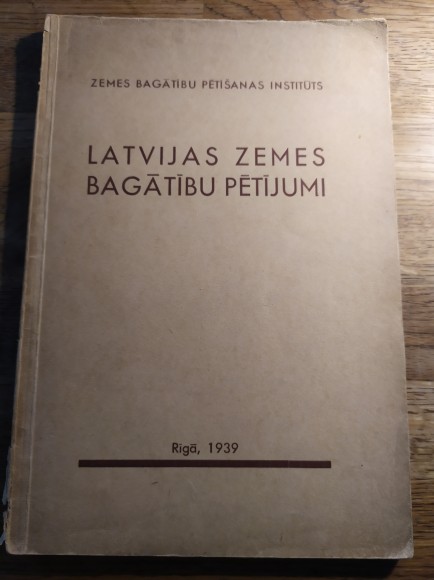 ZEMES BAGĀTĪBU PĒTĪŠANAS INSTITŪTS
LATVIJAS ZEMES
BAGĀTĪBU PĒTĪJUMI
Rīgā, 1939